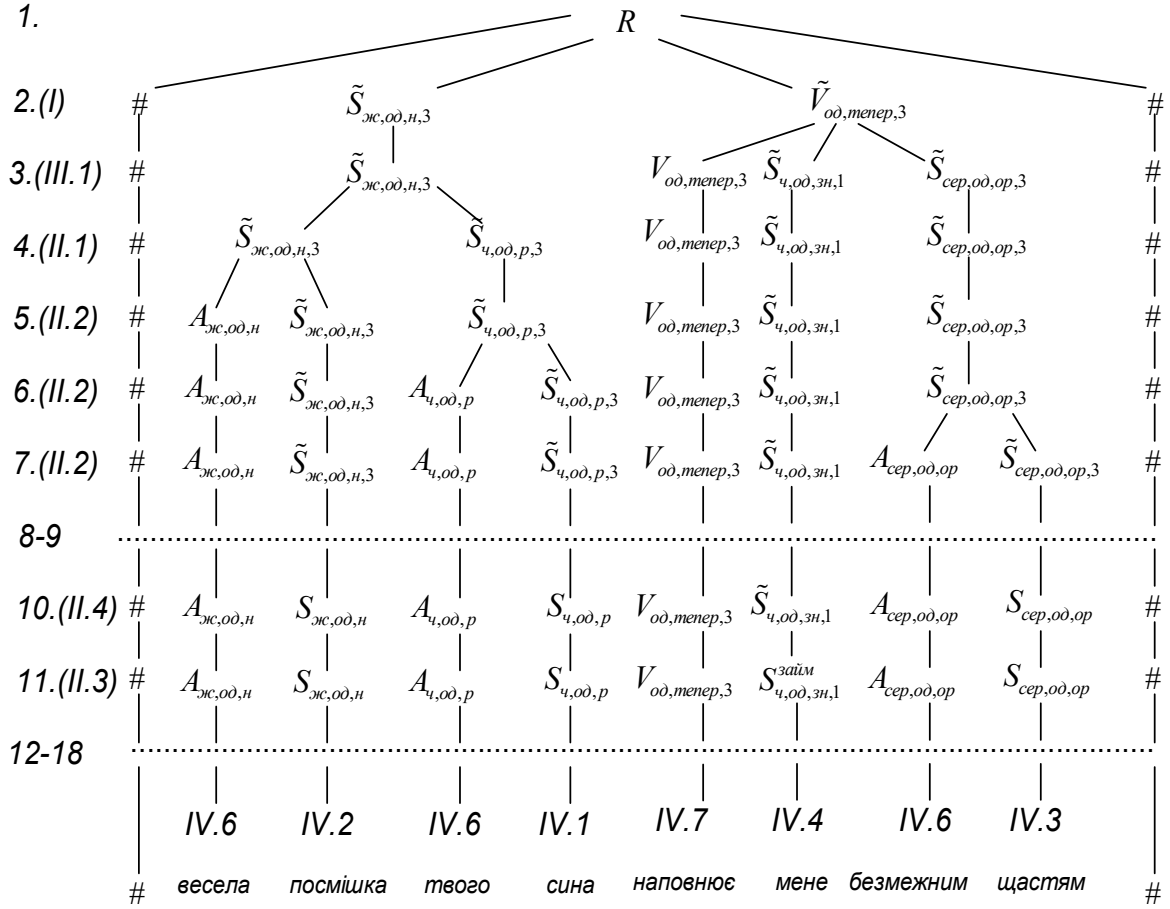 1. R
2.(I) # S̃ж,од,н,3 Ṽод,тепер,3 #
3.(III.1) # S̃ж,од,н,3 Vод,тепер,3 S̃ч,од,зн,1 S̃сер,од,ор,3 #
4.(II.1) # S̃ж,од,н,3 S̃ч,од,р,3 Vод,тепер,3 S̃ч,од,зн,1 S̃сер,од,ор,3 #
5.(II.2) # Aж,од,н S̃ж,од,н,3 S̃ч,од,р,3 Vод,тепер,3 S̃ч,од,зн,1 S̃сер,од,ор,3 #
6.(II.2) # Aж,од,н S̃ж,од,н,3 Aч,од,р S̃ч,од,р,3 Vод,тепер,3 S̃ч,од,зн,1 S̃сер,од,ор,3 #
7.(II.2) # Aж,од,н S̃ж,од,н,3 Aч,од,р S̃ч,од,р,3 Vод,тепер,3 S̃ч,од,зн,1 Aсер,од,ор S̃сер,од,ор,3 #
8-9
10.(II.4) # Aж,од,н Sж,од,н Aч,од,р Sч,од,р Vод,тепер,3 S̃ч,од,зн,1 Aсер,од,ор Sсер,од,ор #
11.(II.3) # Aж,од,н Sж,од,н Aч,од,р Sч,од,р Vод,тепер,3 Sзаймч,од,зн,1 Aсер,од,ор Sсер,од,ор #
12-18
IV.6 IV.2 IV.6 IV.1 IV.7 IV.4 IV.6 IV.3
# весела посмішка твого сина наповнює мене безмежним щастям #